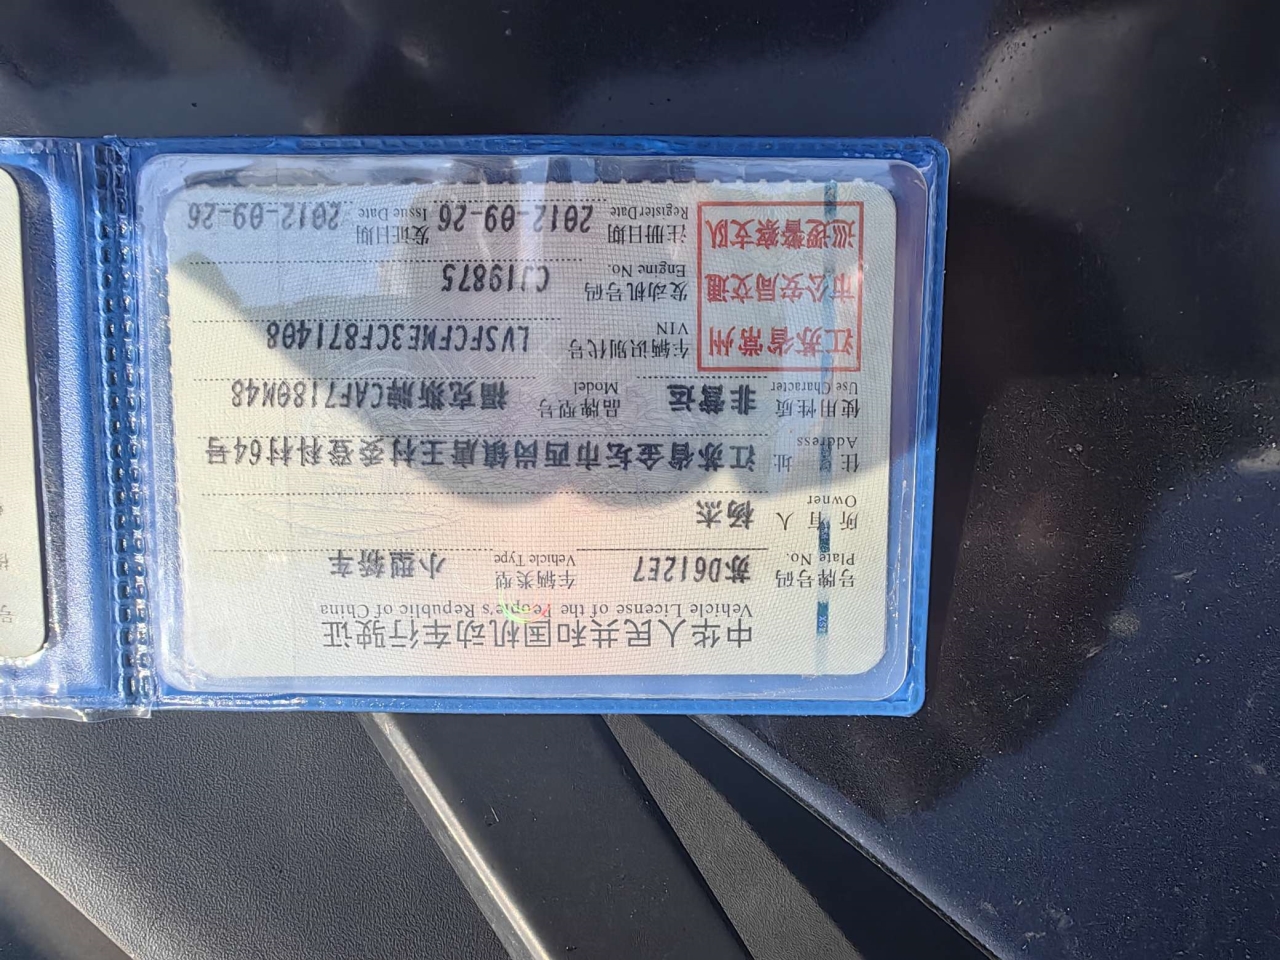 中华人民共和国机动车行驶证
Vehicle License of the People's Republic of China
号牌号码 Plate No. 苏D612E7 车辆类型 Vehicle Type 小型轿车
所有人 Owner 杨杰
住址 Address 江苏省金坛市西岗镇唐王村委登科村64号
使用性质 Use Character 非营运 品牌型号 Model 福克斯牌CAF7180M48
江苏省常州市公安局交通巡逻警察支队
车辆识别代号 VIN LVSFCFME3CF871408
发动机号码 Engine No. CJ19875
注册日期 RegisterDate 2012-09-26 发证日期 Issue Date 2012-09-26